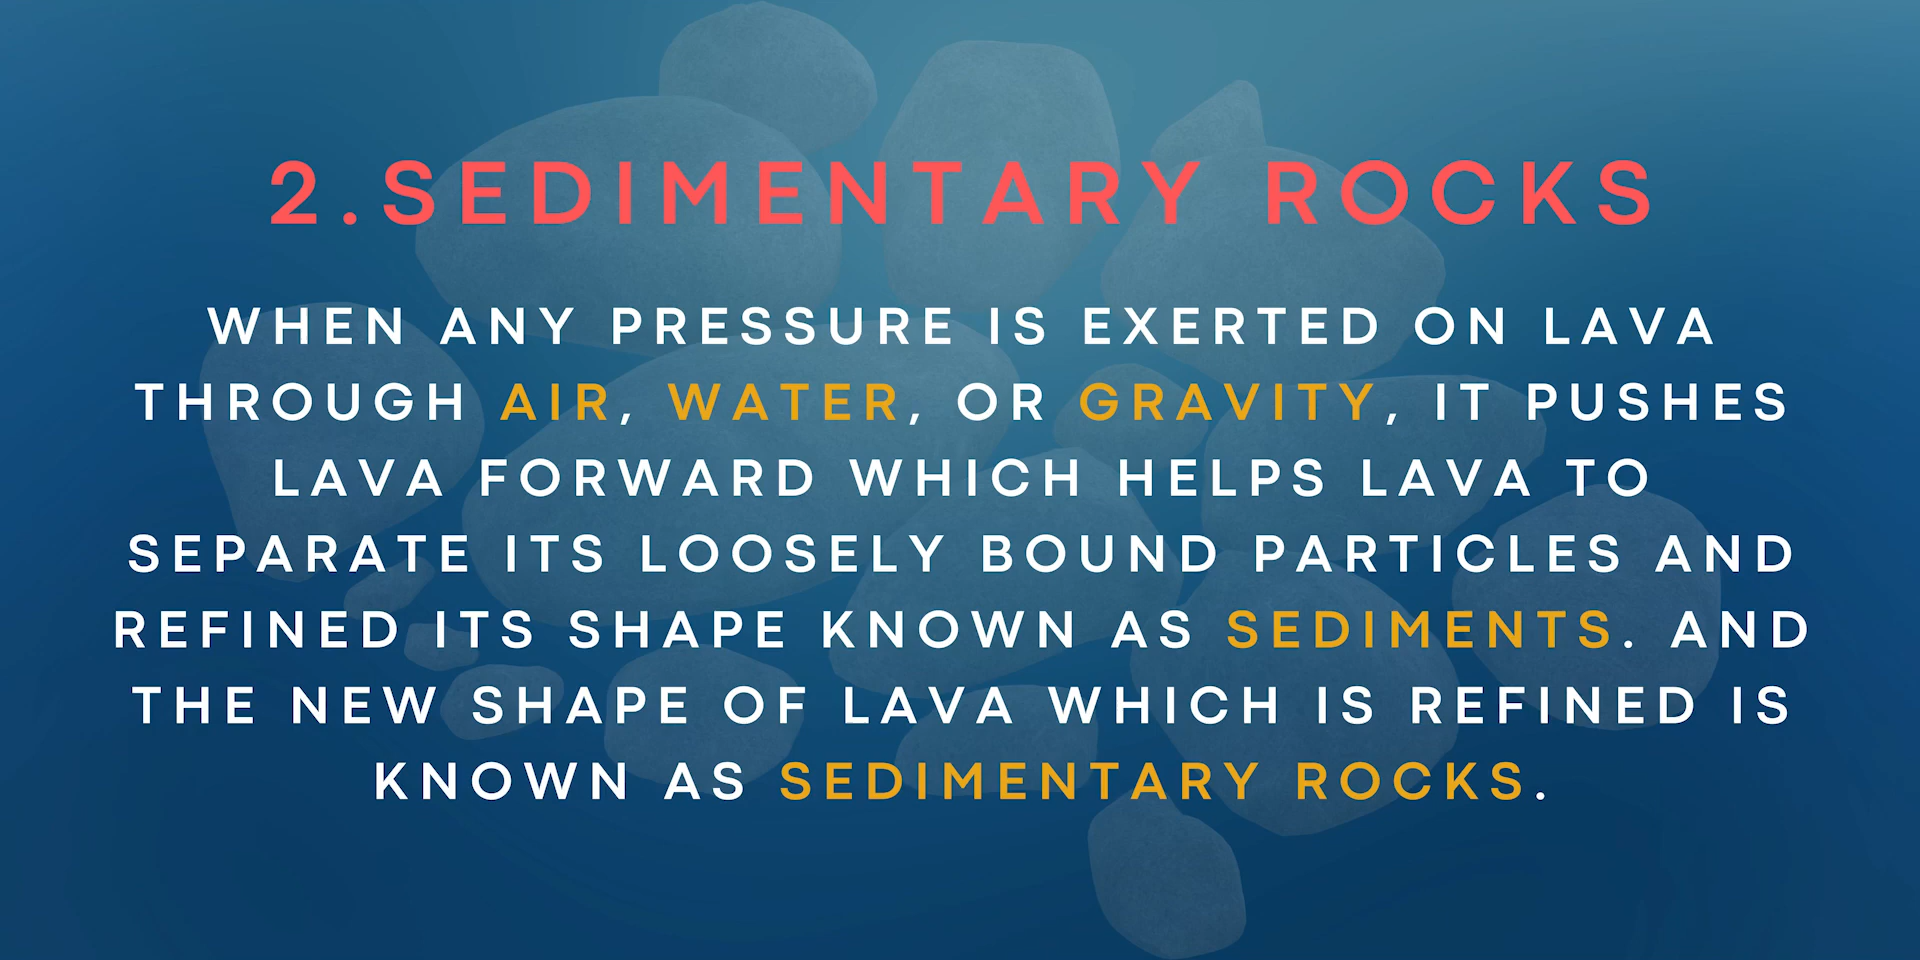 2.SEDIMENTARY ROCKS
WHEN ANY PRESSURE IS EXERTED ON LAVA
THROUGH AIR, WATER, OR GRAVITY, IT PUSHES
LAVA FORWARD WHICH HELPS LAVA TO
SEPARATE ITS LOOSELY BOUND PARTICLES AND
REFINED ITS SHAPE KNOWN AS SEDIMENTS. AND
THE NEW SHAPE OF LAVA WHICH IS REFINED IS
KNOWN AS SEDIMENTARY ROCKS.